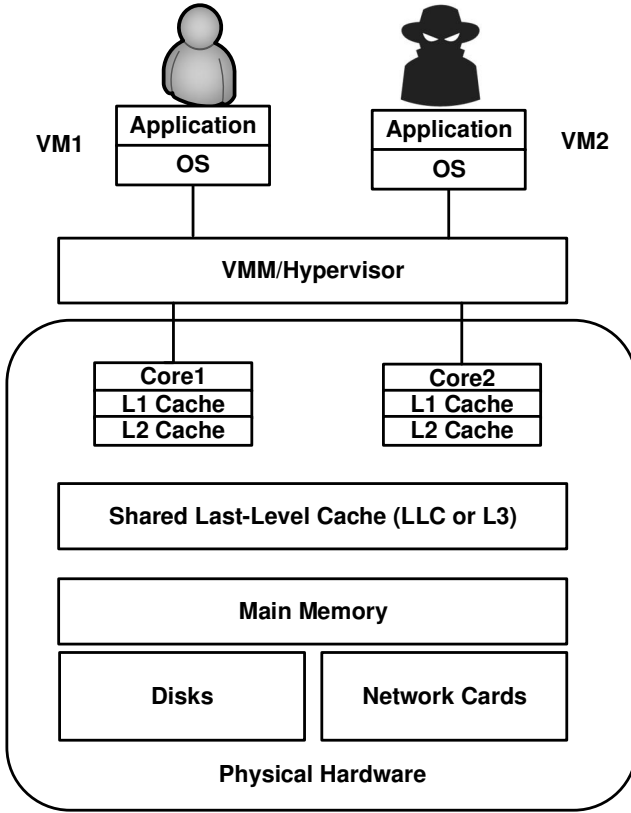 VM1
Application
OS
Application
OS
VM2
VMM/Hypervisor
Core1
L1 Cache
L2 Cache
Core2
L1 Cache
L2 Cache
Shared Last-Level Cache (LLC or L3)
Main Memory
Disks
Network Cards
Physical Hardware